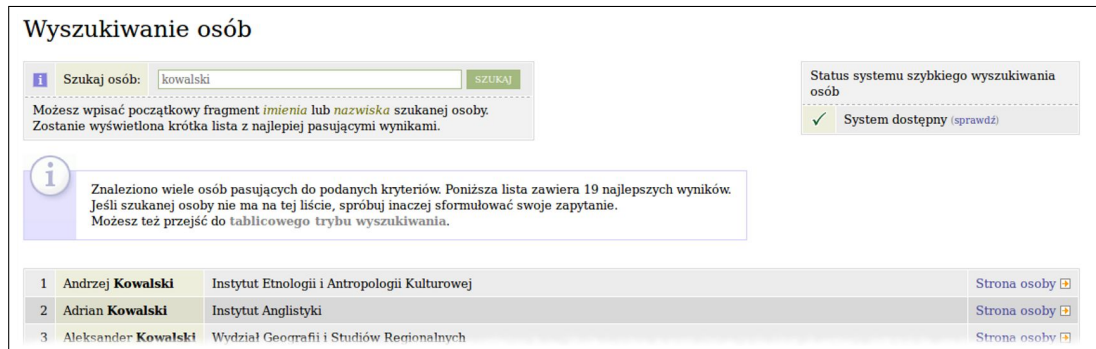 Wyszukiwanie osób
i Szukaj osób: kowalski SZUKAJ
Możesz wpisać początkowy fragment imienia lub nazwiska szukanej osoby.
Zostanie wyświetlona krótka lista z najlepiej pasującymi wynikami.
Status systemu szybkiego wyszukiwania
osób
System dostępny (sprawdź)
i
Znaleziono wiele osób pasujących do podanych kryteriów. Poniższa lista zawiera 19 najlepszych wyników.
Jeśli szukanej osoby nie ma na tej liście, spróbuj inaczej sformułować swoje zapytanie.
Możesz też przejść do tablicowego trybu wyszukiwania.
1 Andrzej Kowalski Instytut Etnologii i Antropologii Kulturowej Strona osoby
2 Adrian Kowalski Instytut Anglistyki Strona osoby
3 Aleksander Kowalski Wydział Geografii i Studiów Regionalnych Strona osoby